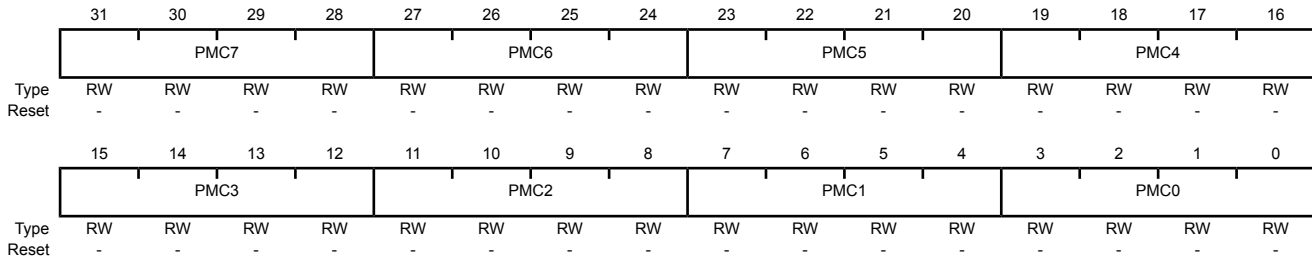 31 30 29 28 27 26 25 24 23 22 21 20 19 18 17 16
PMC7 PMC6 PMC5 PMC4
Type RW RW RW RW RW RW RW RW RW RW RW RW RW RW RW RW
Reset - - - - - - - - - - - - - - - -
15 14 13 12 11 10 9 8 7 6 5 4 3 2 1 0
PMC3 PMC2 PMC1 PMC0
Type RW RW RW RW RW RW RW RW RW RW RW RW RW RW RW RW
Reset - - - - - - - - - - - - - - - -